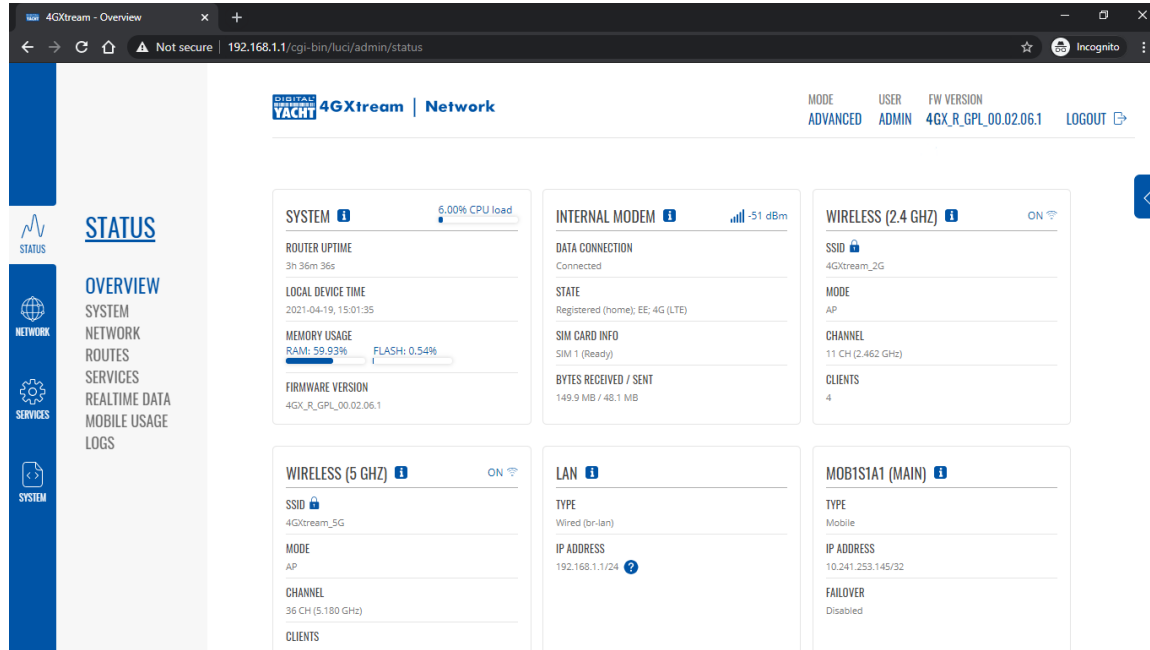 4GXtream - Overview
Not secure | 192.168.1.1/cgi-bin/luci/admin/status
Incognito
DIGITAL YACHT 4GXtream | Network
MODE USER FW VERSION
ADVANCED ADMIN 4GX_R_GPL_00.02.06.1 LOGOUT
STATUS
NETWORK
SERVICES
SYSTEM
STATUS
OVERVIEW
SYSTEM
NETWORK
ROUTES
SERVICES
REALTIME DATA
MOBILE USAGE
LOGS
SYSTEM 6.00% CPU load
ROUTER UPTIME
3h 36m 36s
LOCAL DEVICE TIME
2021-04-19, 15:01:35
MEMORY USAGE
RAM: 59.93% FLASH: 0.54%
FIRMWARE VERSION
4GX_R_GPL_00.02.06.1
INTERNAL MODEM -51 dBm
DATA CONNECTION
Connected
STATE
Registered (home); EE; 4G (LTE)
SIM CARD INFO
SIM 1 (Ready)
BYTES RECEIVED / SENT
149.9 MB / 48.1 MB
WIRELESS (2.4 GHZ) ON
SSID
4GXtream_2G
MODE
AP
CHANNEL
11 CH (2.462 GHz)
CLIENTS
4
WIRELESS (5 GHZ) ON
SSID
4GXtream_5G
MODE
AP
CHANNEL
36 CH (5.180 GHz)
CLIENTS
LAN
TYPE
Wired (br-lan)
IP ADDRESS
192.168.1.1/24
MOB1S1A1 (MAIN)
TYPE
Mobile
IP ADDRESS
10.241.253.145/32
FAILOVER
Disabled